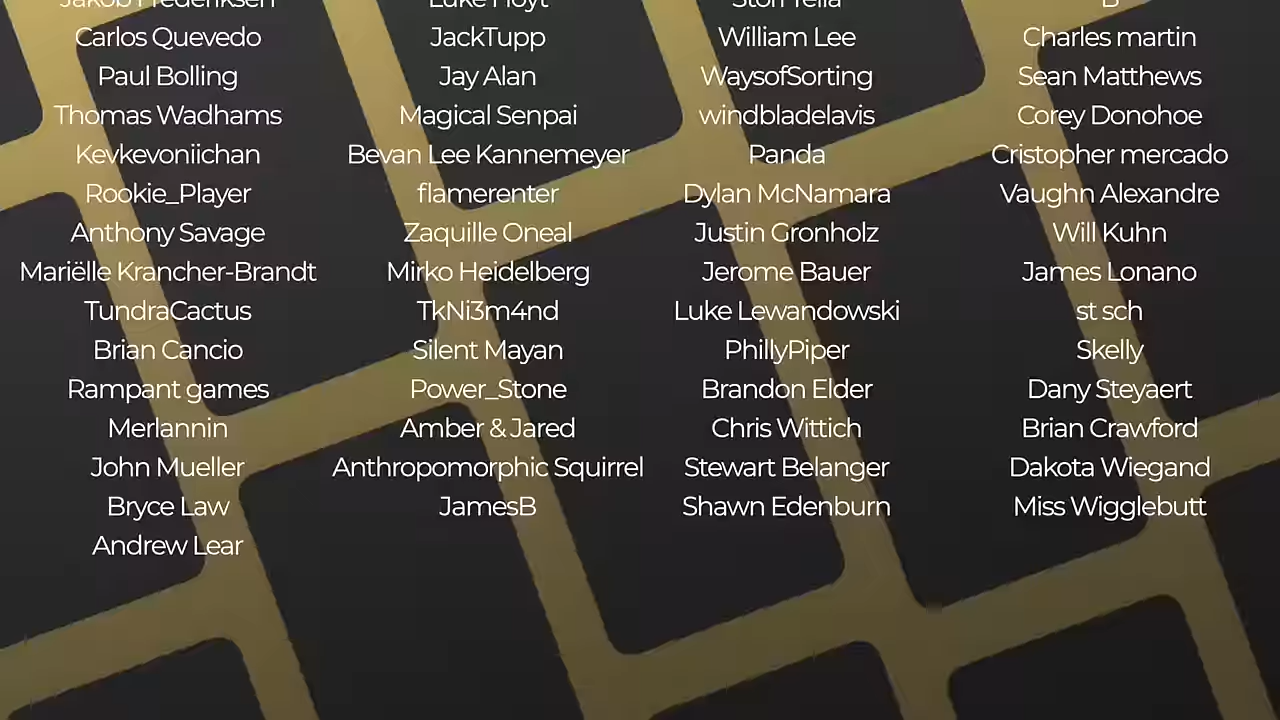 Carlos Quevedo
Paul Bolling
Thomas Wadhams
Kevkevoniichan
Rookie_Player
Anthony Savage
Mariëlle Krancher-Brandt
TundraCactus
Brian Cancio
Rampant games
Merlannin
John Mueller
Bryce Law
Andrew Lear
Luke Hoyt
JackTupp
Jay Alan
Magical Senpai
Bevan Lee Kannemeyer
flamerenter
Zaquille Oneal
Mirko Heidelberg
TkNi3m4nd
Silent Mayan
Power_Stone
Amber & Jared
Anthropomorphic Squirrel
JamesB
William Lee
WaysofSorting
windbladelavis
Panda
Dylan McNamara
Justin Gronholz
Jerome Bauer
Luke Lewandowski
PhillyPiper
Brandon Elder
Chris Wittich
Stewart Belanger
Shawn Edenburn
Charles martin
Sean Matthews
Corey Donohoe
Cristopher mercado
Vaughn Alexandre
Will Kuhn
James Lonano
st sch
Skelly
Dany Steyaert
Brian Crawford
Dakota Wiegand
Miss Wigglebutt